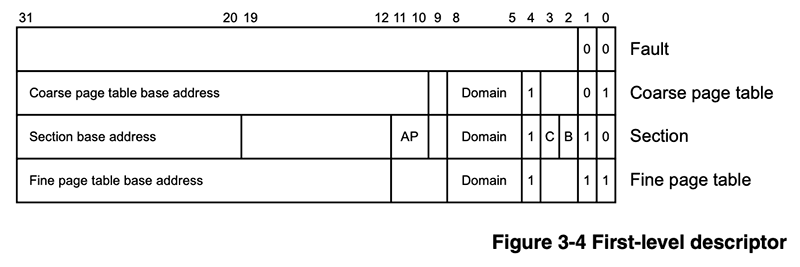 31 20 19 12 11 10 9 8 5 4 3 2 1 0
0 0 Fault
Coarse page table base address Domain 1 0 1 Coarse page table
Section base address AP Domain 1 C B 1 0 Section
Fine page table base address Domain 1 1 1 Fine page table
Figure 3-4 First-level descriptor